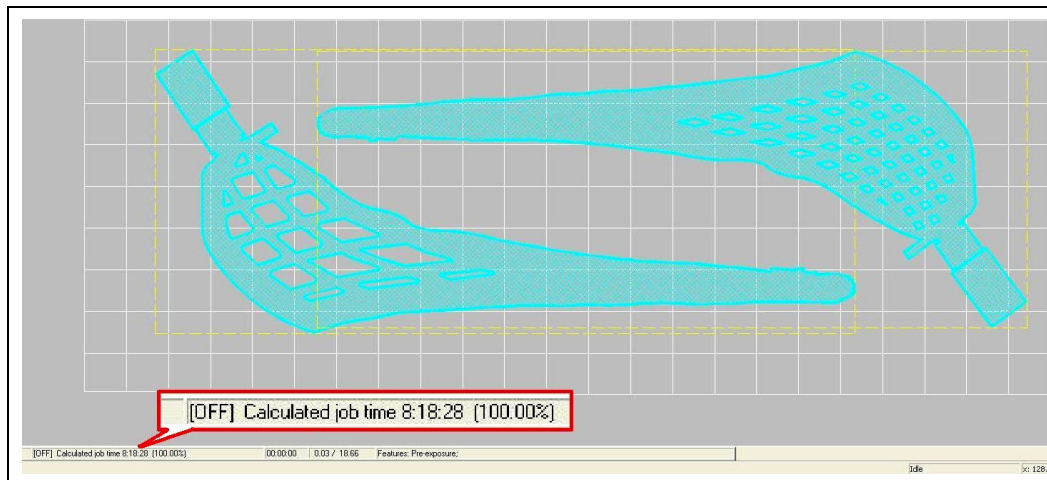 [OFF] Calculated job time 8:18:28 (100.00%)
[OFF] Calculated job time 8:18:28 (100.00%) 00:00:00 0.03 / 18.66 Features: Pre-exposure;
Idle x: 128.